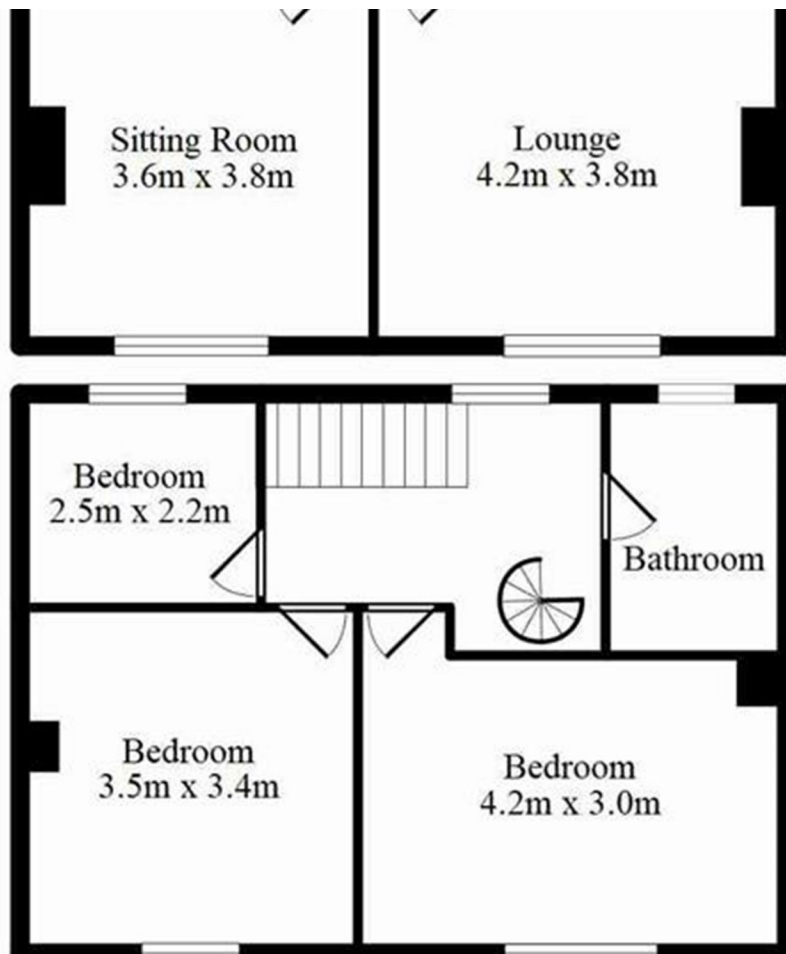 Sitting Room
3.6m x 3.8m
Lounge
4.2m x 3.8m
Bedroom
2.5m x 2.2m
Bathroom
Bedroom
3.5m x 3.4m
Bedroom
4.2m x 3.0m